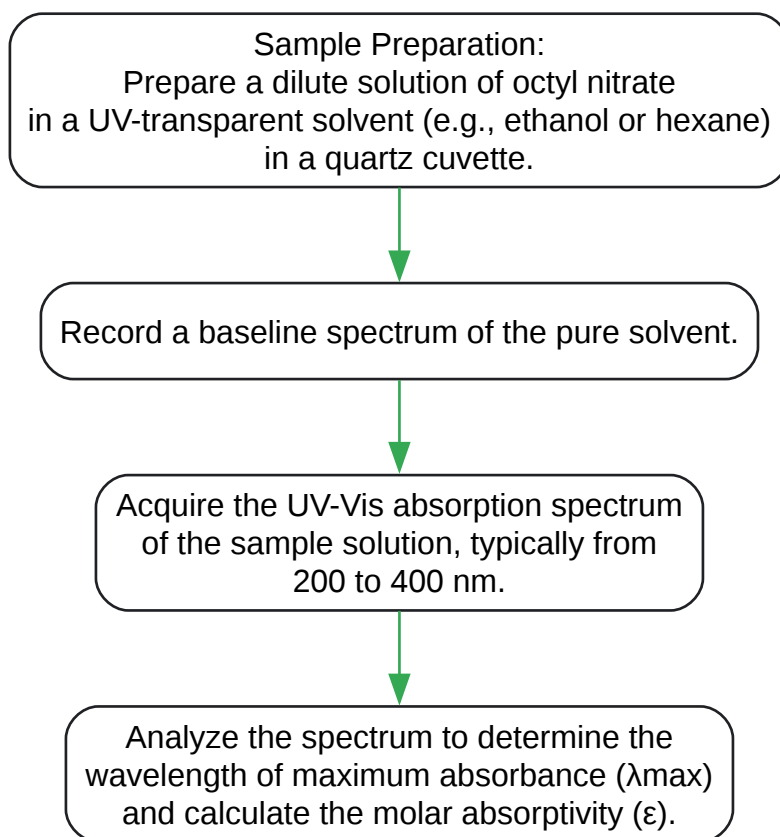 Sample Preparation:
Prepare a dilute solution of octyl nitrate
in a UV-transparent solvent (e.g., ethanol or hexane)
in a quartz cuvette.
Record a baseline spectrum of the pure solvent.
Acquire the UV-Vis absorption spectrum
of the sample solution, typically from
200 to 400 nm.
Analyze the spectrum to determine the
wavelength of maximum absorbance (λmax)
and calculate the molar absorptivity (ε).